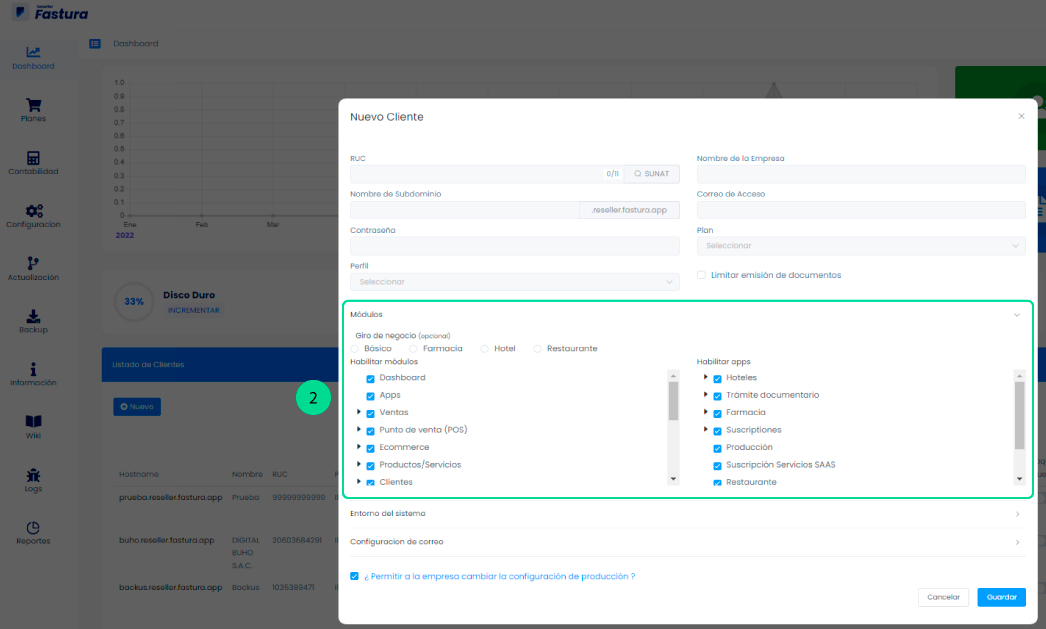 reseller
Fastura
Dashboard
Planes
Contabilidad
Configuracion
Actualización
Backup
Información
Wiki
Logs
Reportes
Dashboard
1.0
0.9
0.8
0.7
0.6
0.5
0.4
0.3
0.2
0.1
0
Ene Feb Mar
2022
33%
Disco Duro
INCREMENTAR
Listado de Clientes
Nuevo
Hostname Nombre RUC
prueba.reseller.fastura.app Prueba 99999999999
buho.reseller.fastura.app DIGITAL 20603684291
BUHO
S.A.C.
backus.reseller.fastura.app Backus 1035389471
Nuevo Cliente
RUC Nombre de la Empresa
0/11 SUNAT
Nombre de Subdominio Correo de Acceso
.reseller.fastura.app
Contraseña Plan
Seleccionar
Perfil
Seleccionar Limitar emisión de documentos
2
Módulos
Giro de negocio (opcional)
Básico Farmacia Hotel Restaurante
Habilitar módulos
Dashboard
Apps
Ventas
Punto de venta (POS)
Ecommerce
Productos/Servicios
Clientes
Habilitar apps
Hoteles
Trámite documentario
Farmacia
Suscriptiones
Producción
Suscripción Servicios SAAS
Restaurante
Entorno del sistema
Configuracion de correo
¿ Permitir a la empresa cambiar la configuración de producción ?
Cancelar Guardar